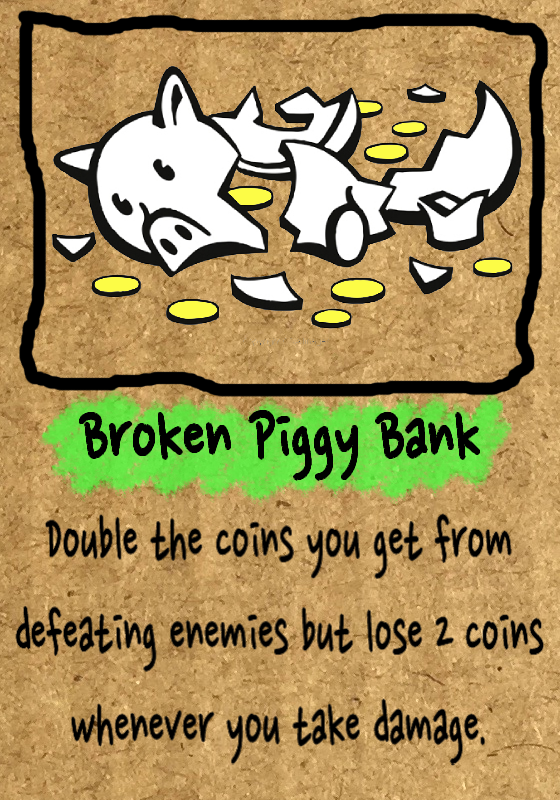 Broken Piggy Bank
Double the coins you get from
defeating enemies but lose 2 coins
whenever you take damage.